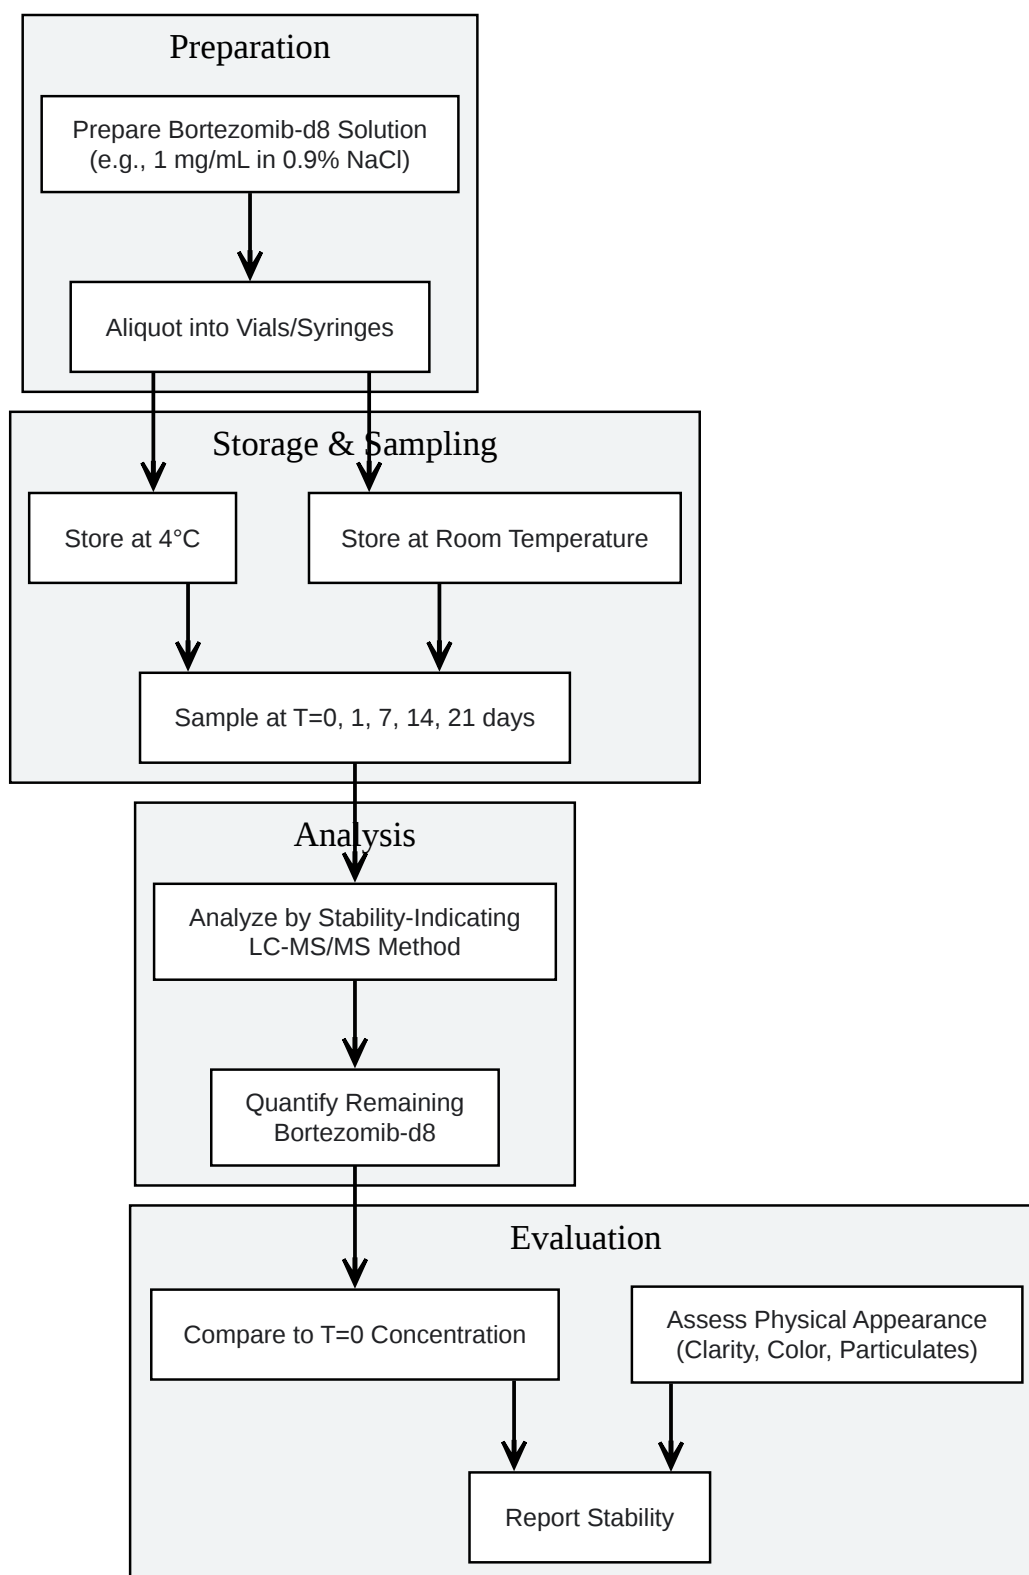 Preparation
Prepare Bortezomib-d8 Solution
(e.g., 1 mg/mL in 0.9% NaCl)
Aliquot into Vials/Syringes
Storage & Sampling
Store at 4°C
Store at Room Temperature
Sample at T=0, 1, 7, 14, 21 days
Analysis
Analyze by Stability-Indicating
LC-MS/MS Method
Quantify Remaining
Bortezomib-d8
Evaluation
Compare to T=0 Concentration
Assess Physical Appearance
(Clarity, Color, Particulates)
Report Stability